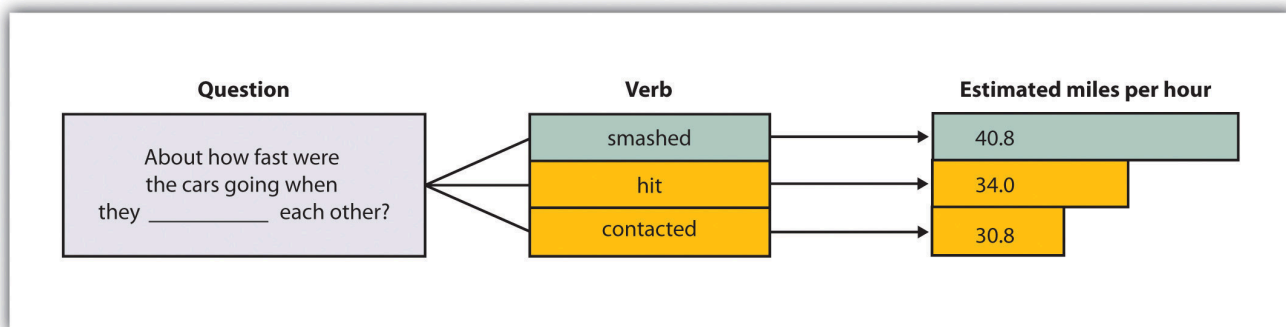 Question
Verb
Estimated miles per hour
About how fast were
the cars going when
they ___________ each other?
smashed
hit
contacted
40.8
34.0
30.8